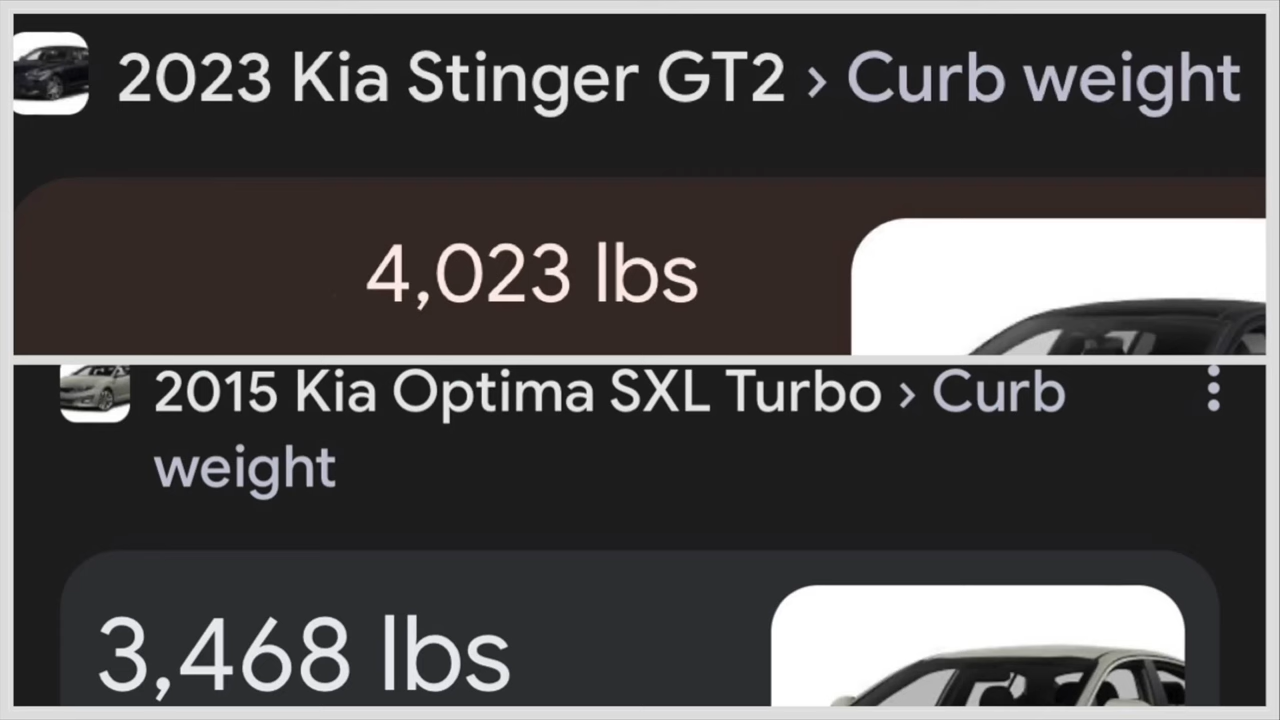 2023 Kia Stinger GT2 › Curb weight
4,023 lbs
2015 Kia Optima SXL Turbo › Curb
weight
3,468 lbs